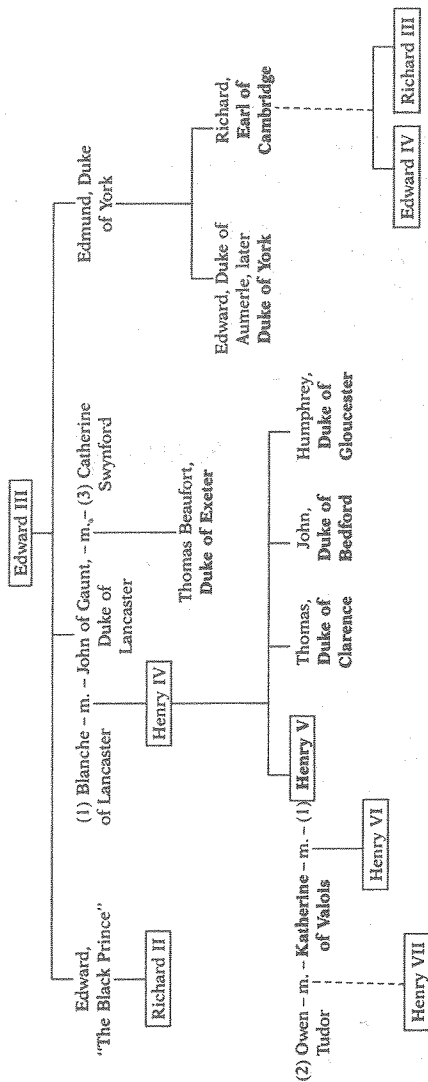 Edward III
Edward,
"The Black Prince"
(1) Blanche – m. – John of Gaunt, – m. – (3) Catherine
of Lancaster
Duke of
Lancaster
Swynford
Edmund, Duke
of York
Richard II
Henry IV
Thomas Beaufort,
Duke of Exeter
Edward, Duke of
Aumerle, later
Duke of York
Richard,
Earl of
Cambridge
(2) Owen – m. – Katherine – m. – (1) Henry V
Tudor
of Valois
Thomas,
Duke of
Clarence
John,
Duke of
Bedford
Humphrey,
Duke of
Gloucester
Edward IV
Richard III
Henry VII
Henry VI